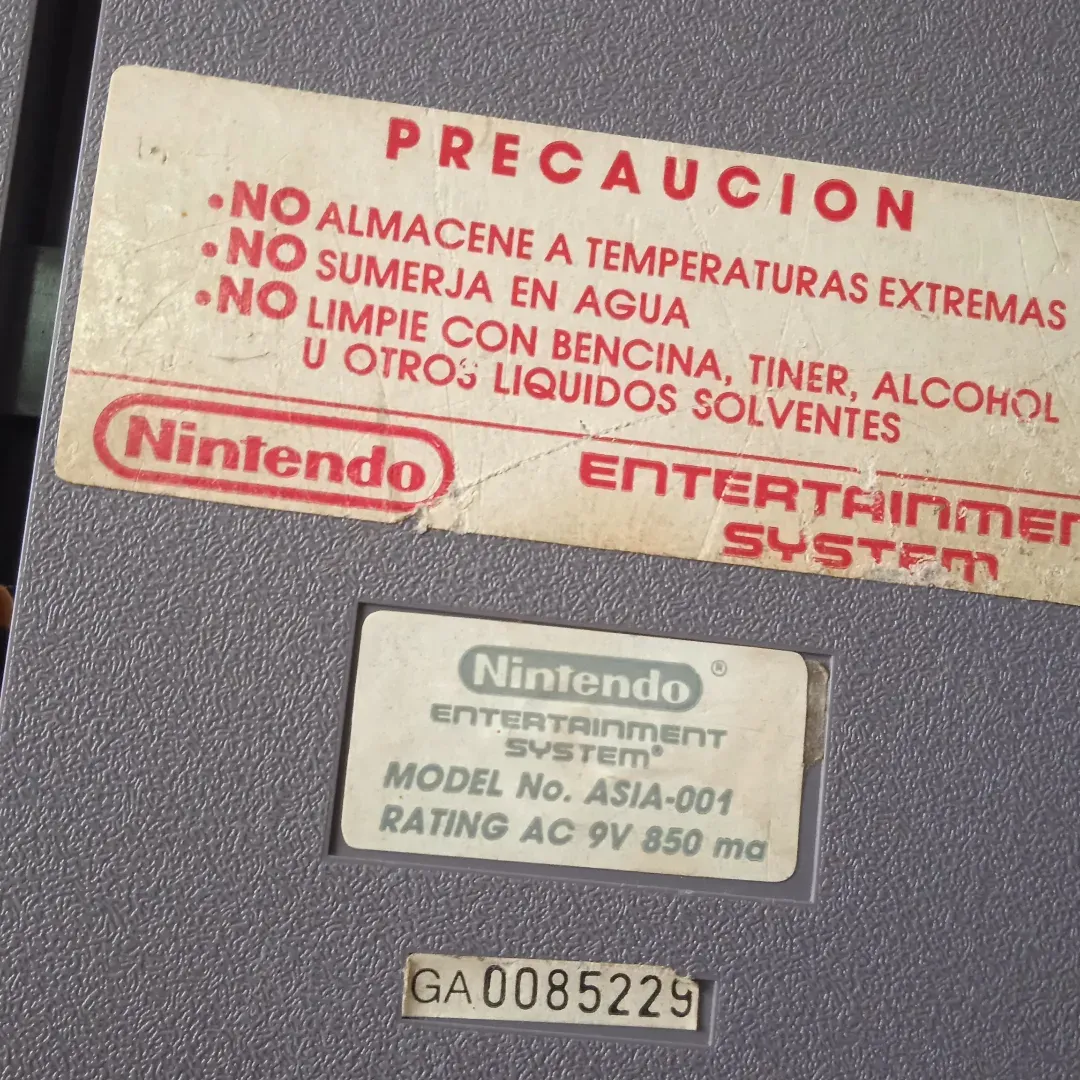 PRECAUCION
•NO ALMACENE A TEMPERATURAS EXTREMAS
•NO SUMERJA EN AGUA
•NO LIMPIE CON BENCINA, TINER, ALCOHOL
U OTROS LIQUIDOS SOLVENTES
Nintendo
ENTERTAINMEN
SYSTEM
Nintendo®
ENTERTAINMENT
SYSTEM®
MODEL No. ASIA-001
RATING AC 9V 850 ma
GA0085229